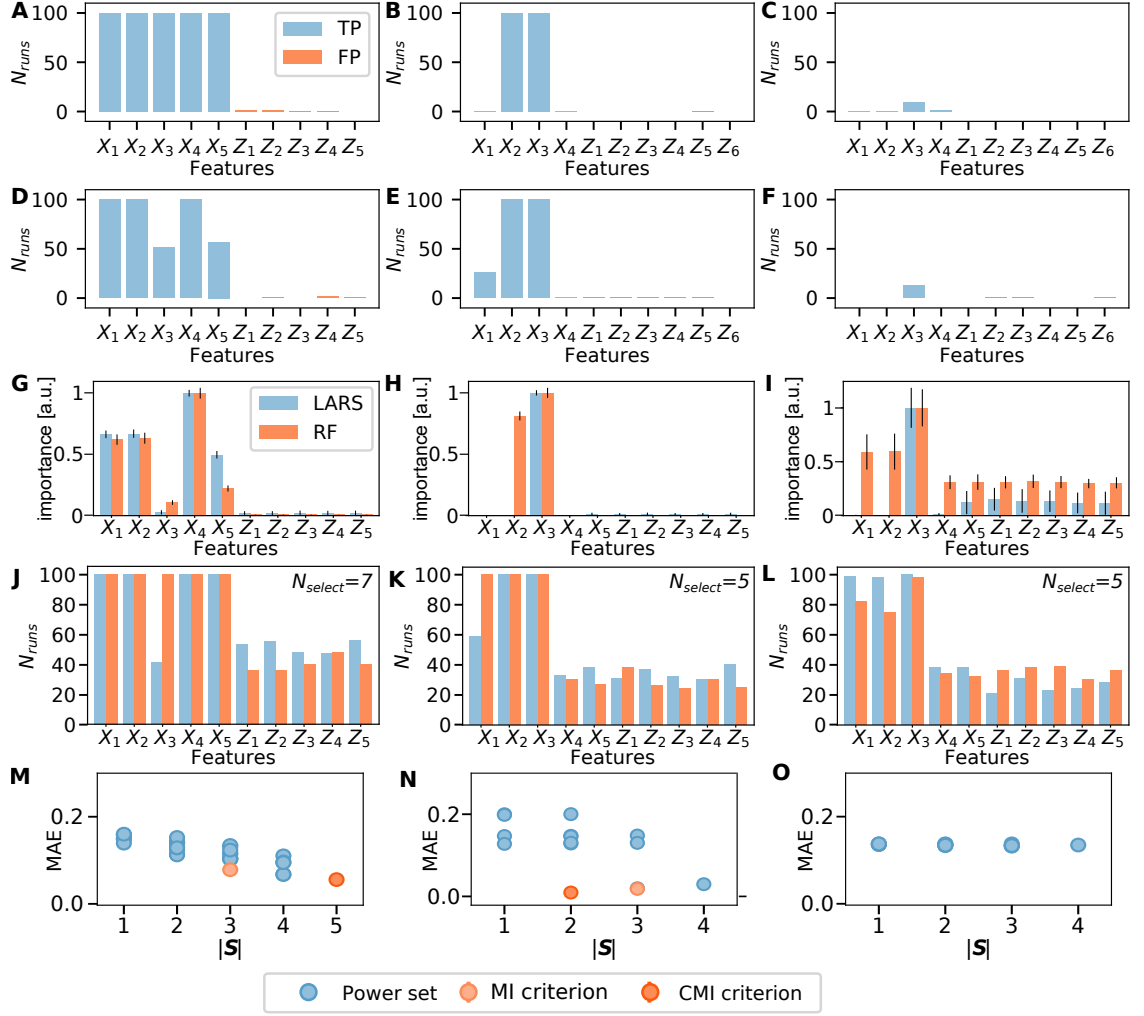 A
B
C
100
50
0
N_runs
TP
FP
X_1 X_2 X_3 X_4 X_5 Z_1 Z_2 Z_3 Z_4 Z_5
Features
100
50
0
N_runs
X_1 X_2 X_3 X_4 Z_1 Z_2 Z_3 Z_4 Z_5 Z_6
Features
100
50
0
N_runs
X_1 X_2 X_3 X_4 Z_1 Z_2 Z_3 Z_4 Z_5 Z_6
Features
D
E
F
100
50
0
N_runs
X_1 X_2 X_3 X_4 X_5 Z_1 Z_2 Z_3 Z_4 Z_5
Features
100
50
0
N_runs
X_1 X_2 X_3 X_4 Z_1 Z_2 Z_3 Z_4 Z_5 Z_6
Features
100
50
0
N_runs
X_1 X_2 X_3 X_4 Z_1 Z_2 Z_3 Z_4 Z_5 Z_6
Features
G
H
I
1
0.5
0
importance [a.u.]
LARS
RF
X_1 X_2 X_3 X_4 X_5 Z_1 Z_2 Z_3 Z_4 Z_5
Features
1
0.5
0
importance [a.u.]
X_1 X_2 X_3 X_4 X_5 Z_1 Z_2 Z_3 Z_4 Z_5
Features
1
0.5
0
importance [a.u.]
X_1 X_2 X_3 X_4 X_5 Z_1 Z_2 Z_3 Z_4 Z_5
Features
J
K
L
100
80
60
40
20
0
N_runs
N_select=7
X_1 X_2 X_3 X_4 X_5 Z_1 Z_2 Z_3 Z_4 Z_5
Features
100
80
60
40
20
0
N_runs
N_select=5
X_1 X_2 X_3 X_4 X_5 Z_1 Z_2 Z_3 Z_4 Z_5
Features
100
80
60
40
20
0
N_runs
N_select=5
X_1 X_2 X_3 X_4 X_5 Z_1 Z_2 Z_3 Z_4 Z_5
Features
M
N
O
0.2
0.0
MAE
1 2 3 4 5
|S|
0.2
0.0
MAE
1 2 3 4
|S|
0.2
0.0
MAE
1 2 3 4
|S|
Power set MI criterion CMI criterion